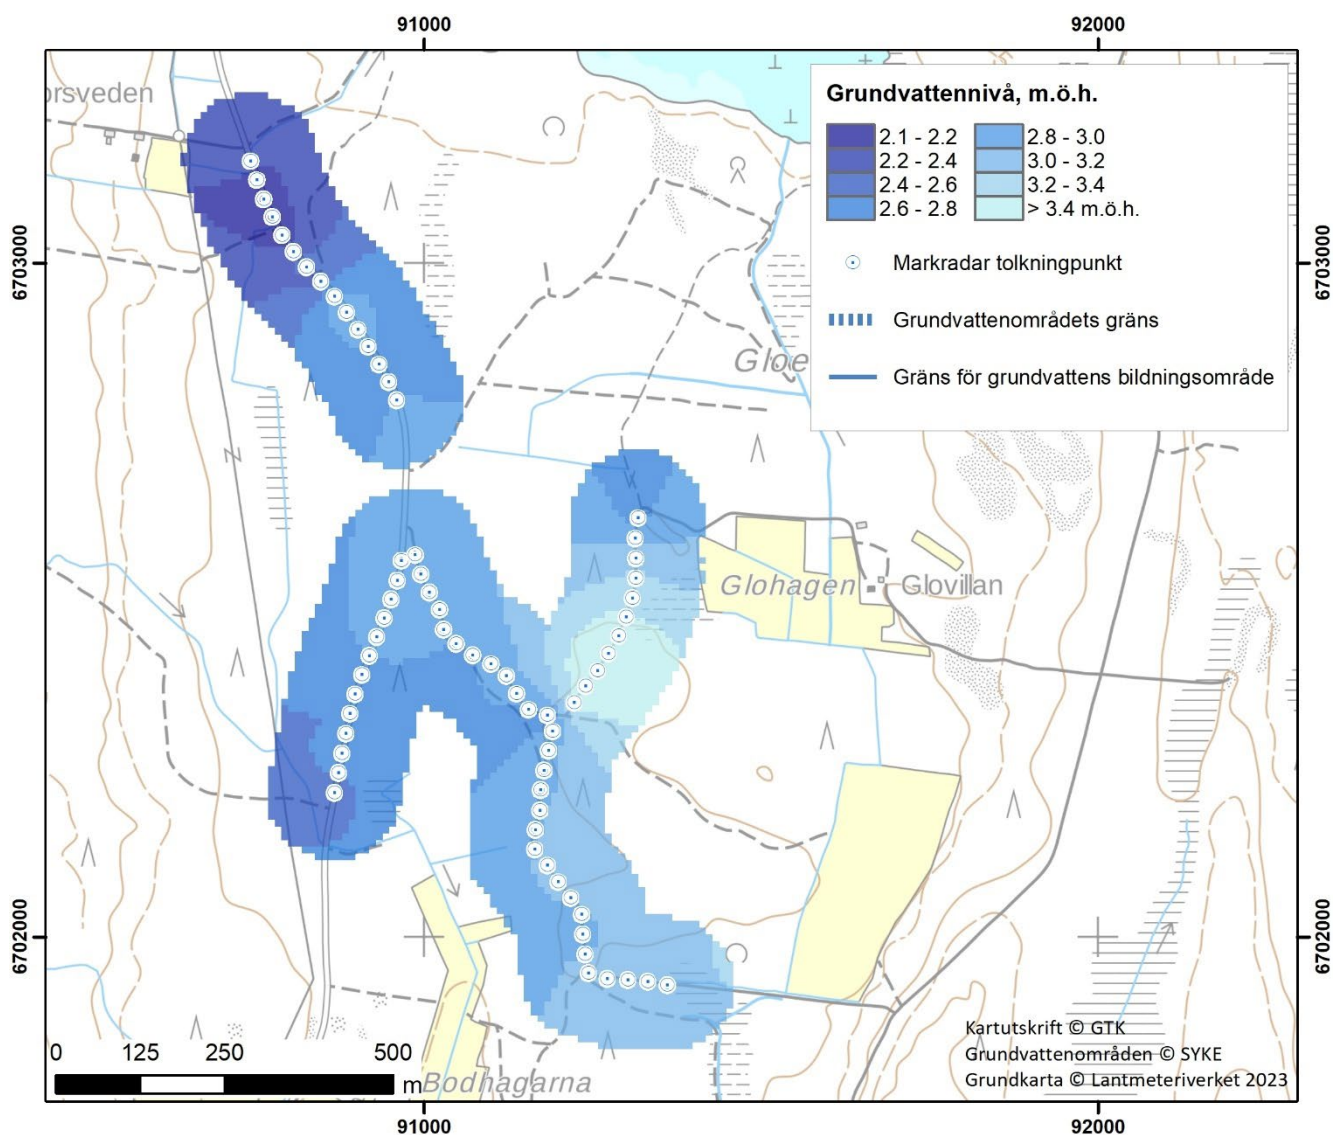 91000
92000
orsveden
Grundvattennivå, m.ö.h.
2.1 - 2.2
2.8 - 3.0
2.2 - 2.4
3.0 - 3.2
2.4 - 2.6
3.2 - 3.4
2.6 - 2.8
> 3.4 m.ö.h.
6703000
6703000
Markradar tolkningpunkt
Grundvattenområdets gräns
Gloe
Gräns för grundvattens bildningsområde
Glohagen
Glovillan
6702000
6702000
Kartutskrift © GTK
Grundvattenområden © SYKE
Grundkarta © Lantmeteriverket 2023
0 125 250 500
m
Bodhagarna
91000
92000